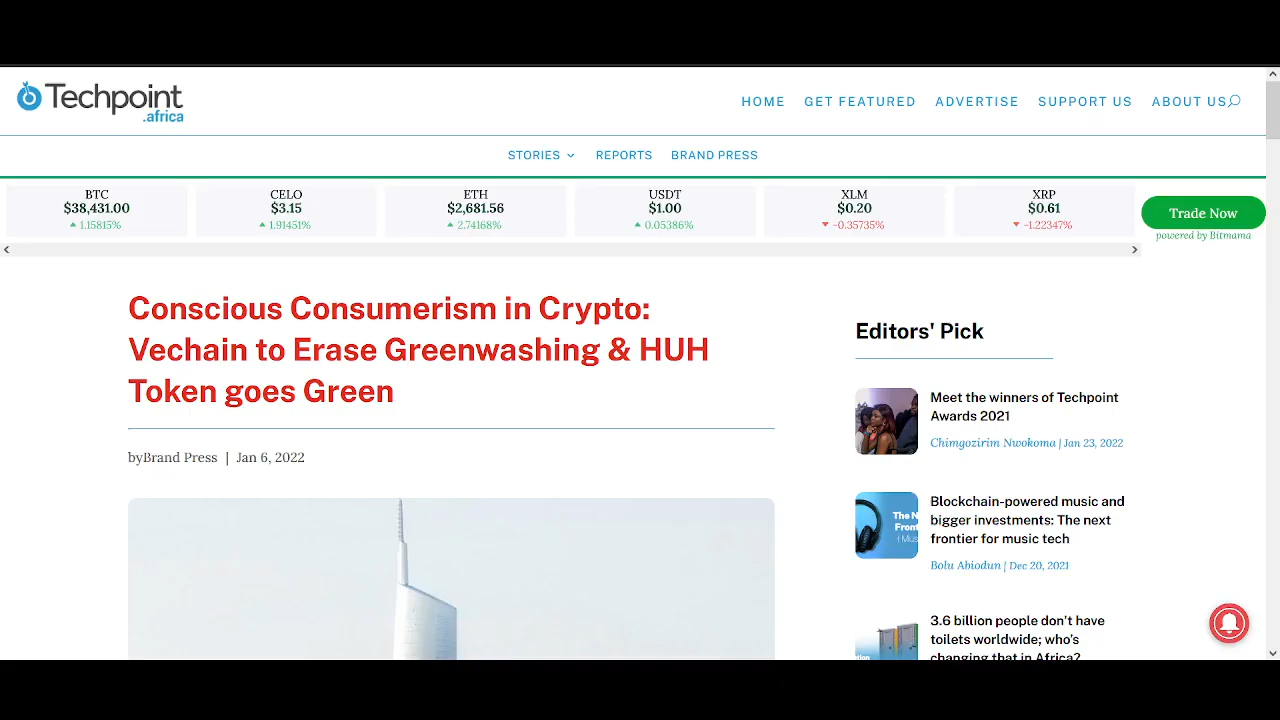 Techpoint
.africa
HOME GET FEATURED ADVERTISE SUPPORT US ABOUT US
STORIES REPORTS BRAND PRESS
BTC
$38,431.00
1.15815%
CELO
$3.15
1.91451%
ETH
$2,681.56
2.74168%
USDT
$1.00
0.05386%
XLM
$0.20
-0.35735%
XRP
$0.61
-1.22347%
Trade Now
powered by Bitmama
Conscious Consumerism in Crypto:
Vechain to Erase Greenwashing & HUH
Token goes Green
byBrand Press | Jan 6, 2022
Editors' Pick
Meet the winners of Techpoint
Awards 2021
Chimgozirim Nwokoma | Jan 23, 2022
The N
Fron
(Mus
Blockchain-powered music and
bigger investments: The next
frontier for music tech
Bolu Abiodun | Dec 20, 2021
3.6 billion people don't have
toilets worldwide; who's
changing that in Africa?